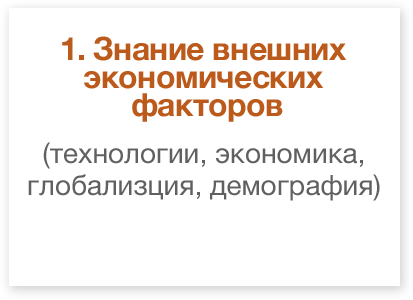 1. Знание внешних
экономических
факторов
(технологии, экономика,
глобализция, демография)